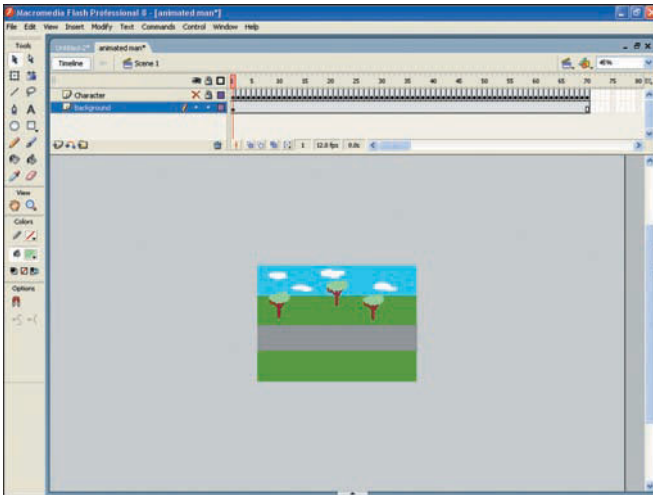 Macromedia Flash Professional 8 - [animated man*]
File Edit View Insert Modify Text Commands Control Window Help
Tools
Untitled-2* animated man*
Timeline Scene 1 45%
1 5 10 15 20 25 30 35 40 45 50 55 60 65 70 75 80
Character
Background
1 12.0 fps 0.0s
View
Colors
Options